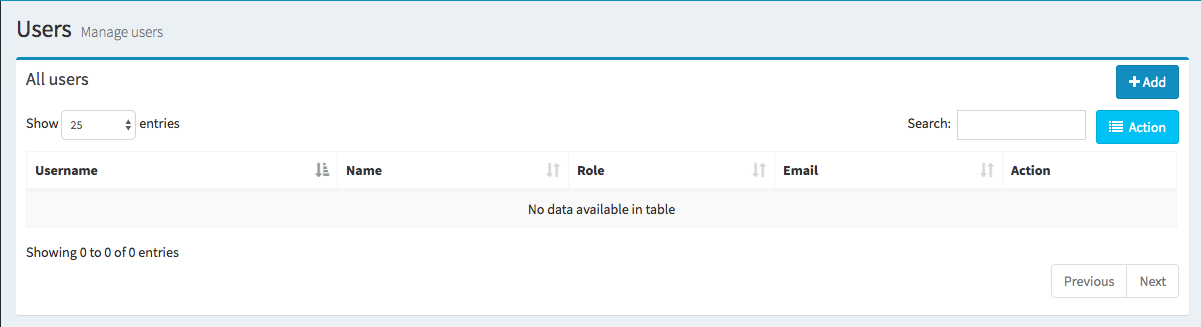 Users Manage users
All users
Add
Show 25 entries
Search:
Action
Username Name Role Email Action
No data available in table
Showing 0 to 0 of 0 entries
Previous Next